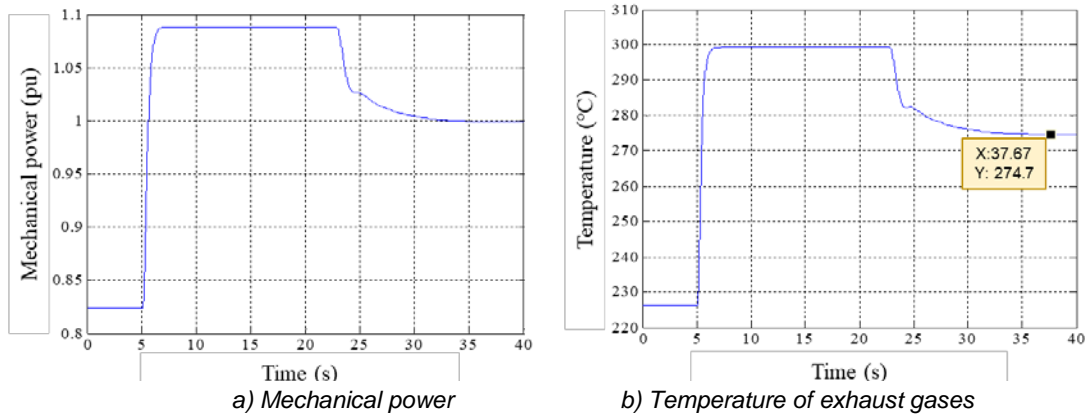 1.1
1.05
1
0.95
0.9
0.85
0.8
Mechanical power (pu)
0 5 10 15 20 25 30 35 40
Time (s)
a) Mechanical power
310
300
290
280
270
260
250
240
230
220
Temperature (°C)
X:37.67
Y: 274.7
0 5 10 15 20 25 30 35 40
Time (s)
b) Temperature of exhaust gases